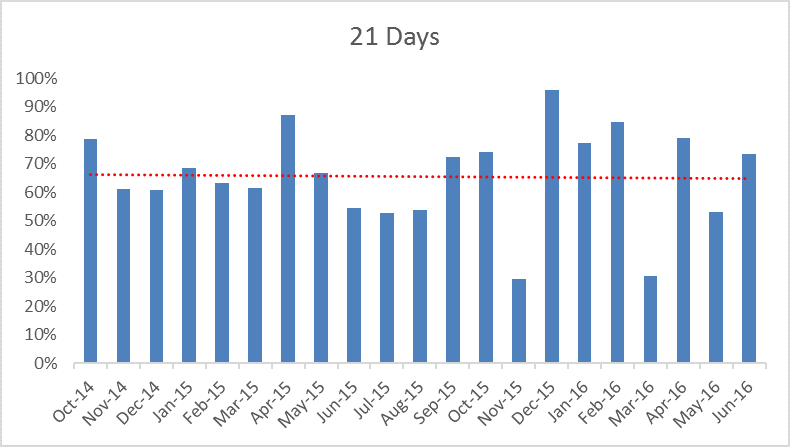 21 Days
100%
90%
80%
70%
60%
50%
40%
30%
20%
10%
0%
Oct-14
Nov-14
Dec-14
Jan-15
Feb-15
Mar-15
Apr-15
May-15
Jun-15
Jul-15
Aug-15
Sep-15
Oct-15
Nov-15
Dec-15
Jan-16
Feb-16
Mar-16
Apr-16
May-16
Jun-16